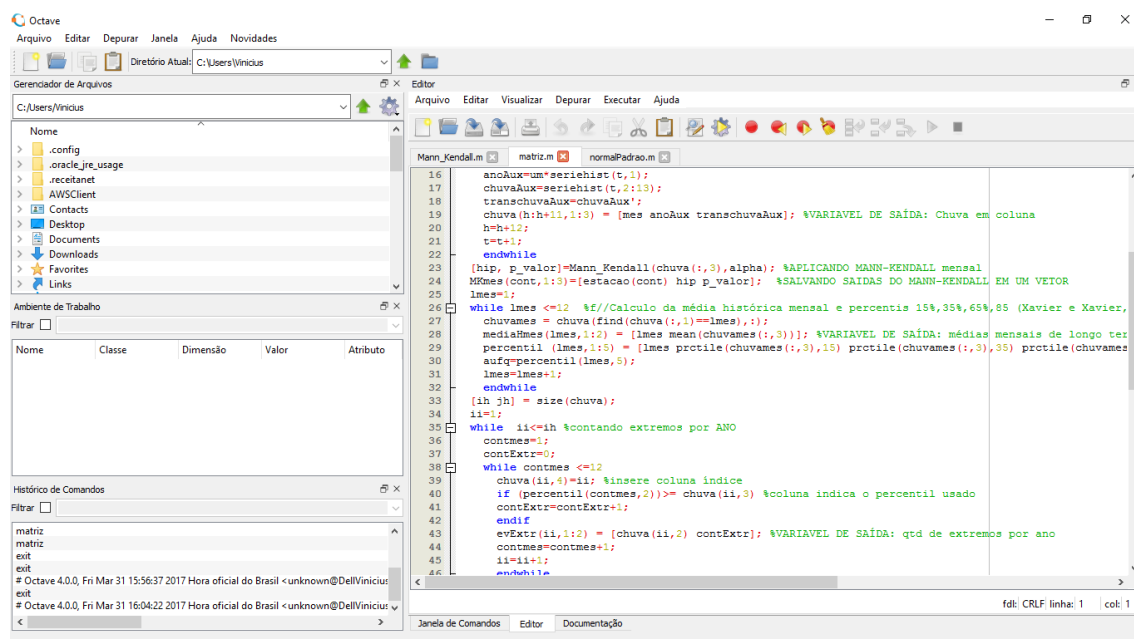 Octave
Arquivo Editar Depurar Janela Ajuda Novidades
Diretório Atual: C:\Users\Vinicius
Gerenciador de Arquivos
C:/Users/Vinicius
Nome
.config
.oracle_jre_usage
.receitanet
AWSClient
Contacts
Desktop
Documents
Downloads
Favorites
Links
Ambiente de Trabalho
Filtrar
Nome Classe Dimensão Valor Atributo
Histórico de Comandos
Filtrar
matriz
matriz
exit
exit
# Octave 4.0.0, Fri Mar 31 15:56:37 2017 Hora oficial do Brasil <unknown@DellVinicius
exit
# Octave 4.0.0, Fri Mar 31 16:04:22 2017 Hora oficial do Brasil <unknown@DellVinicius
Editor
Arquivo Editar Visualizar Depurar Executar Ajuda
Mann_Kendall.m matriz.m normalPadrao.m
16 anoAux=um*seriehist(t,1);
17 chuvaAux=seriehist(t,2:13);
18 transchuvaAux=chuvaAux';
19 chuva(h:h+11,1:3) = [mes anoAux transchuvaAux]; %VARIAVEL DE SAÍDA: Chuva em coluna
20 h=h+12;
21 t=t+1;
22 endwhile
23 [hip, p_valor]=Mann_Kendall(chuva(:,3),alpha); %APLICANDO MANN-KENDALL mensal
24 MKmes(cont,1:3)=[estacao(cont) hip p_valor]; %SALVANDO SAIDAS DO MANN-KENDALL EM UM VETOR
25 lmes=1;
26 while lmes <=12 %f//Calculo da média histórica mensal e percentis 15%,35%,65%,85 (Xavier e Xavier,
27 chuvames = chuva(find(chuva(:,1)==lmes),:);
28 mediaHmes(lmes,1:2) = [lmes mean(chuvames(:,3))]; %VARIAVEL DE SAÍDA: médias mensais de longo ter
29 percentil (lmes,1:5) = [lmes prctile(chuvames(:,3),15) prctile(chuvames(:,3),35) prctile(chuvames
30 aufq=percentil(lmes,5);
31 lmes=lmes+1;
32 endwhile
33 [ih jh] = size(chuva);
34 ii=1;
35 while ii<=ih %contando extremos por ANO
36 contmes=1;
37 contExtr=0;
38 while contmes <=12
39 chuva(ii,4)=ii; %insere coluna indice
40 if (percentil(contmes,2))>= chuva(ii,3) %coluna indica o percentil usado
41 contExtr=contExtr+1;
42 endif
43 evExtr(ii,1:2) = [chuva(ii,2) contExtr]; %VARIAVEL DE SAÍDA: qtd de extremos por ano
44 contmes=contmes+1;
45 ii=ii+1;
46 endwhile
fdl: CRLF linha: 1 col: 1
Janela de Comandos Editor Documentação